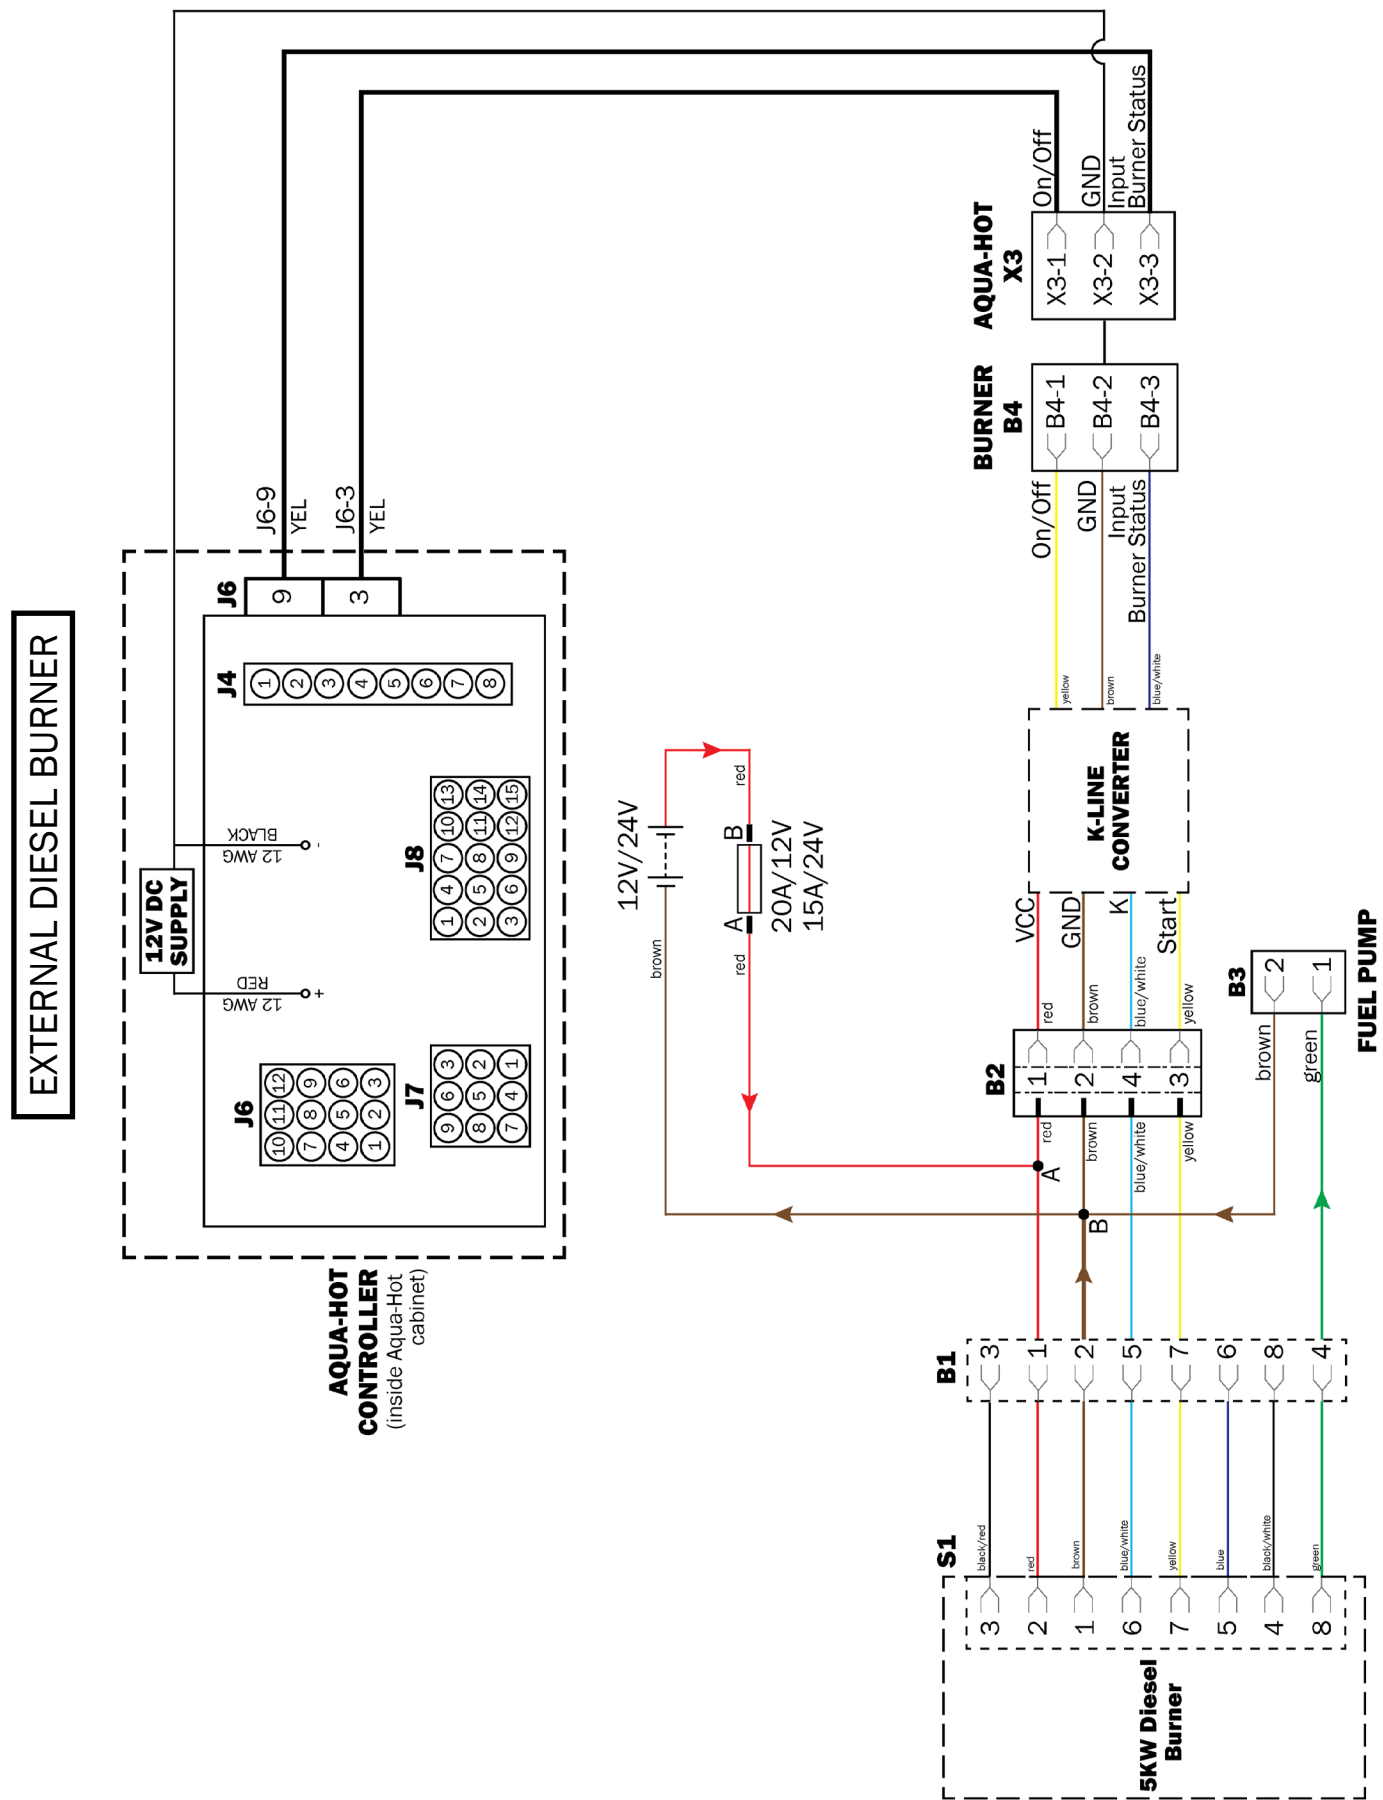 EXTERNAL DIESEL BURNER
AQUA-HOT
CONTROLLER
(inside Aqua-Hot
cabinet)
12V DC
SUPPLY
RED
12 AWG
+
BLACK
12 AWG
-
J6
10 11 12
7 8 9
4 5 6
1 2 3
J7
9 6 3
8 5 2
7 4 1
J8
1 4 7 10 13
2 5 8 11 14
3 6 9 12 15
J4
1
2
3
4
5
6
7
8
J6
9
3
J6-9
YEL
J6-3
YEL
12V/24V
brown
red
B
A
20A/12V
15A/24V
red
AQUA-HOT
X3
On/Off
GND
Input
Burner Status
X3-1
X3-2
X3-3
BURNER
B4
B4-1
B4-2
B4-3
On/Off
GND
Input
Burner Status
yellow
brown
blue/white
K-LINE
CONVERTER
VCC
GND
K
Start
red
brown
blue/white
yellow
B2
1
2
4
3
red
brown
blue/white
yellow
A
B
B3
2
1
FUEL PUMP
brown
green
B1
3
1
2
5
7
6
8
4
S1
black/red
red
brown
blue/white
yellow
blue
black/white
green
3
2
1
6
7
5
4
8
5KW Diesel
Burner